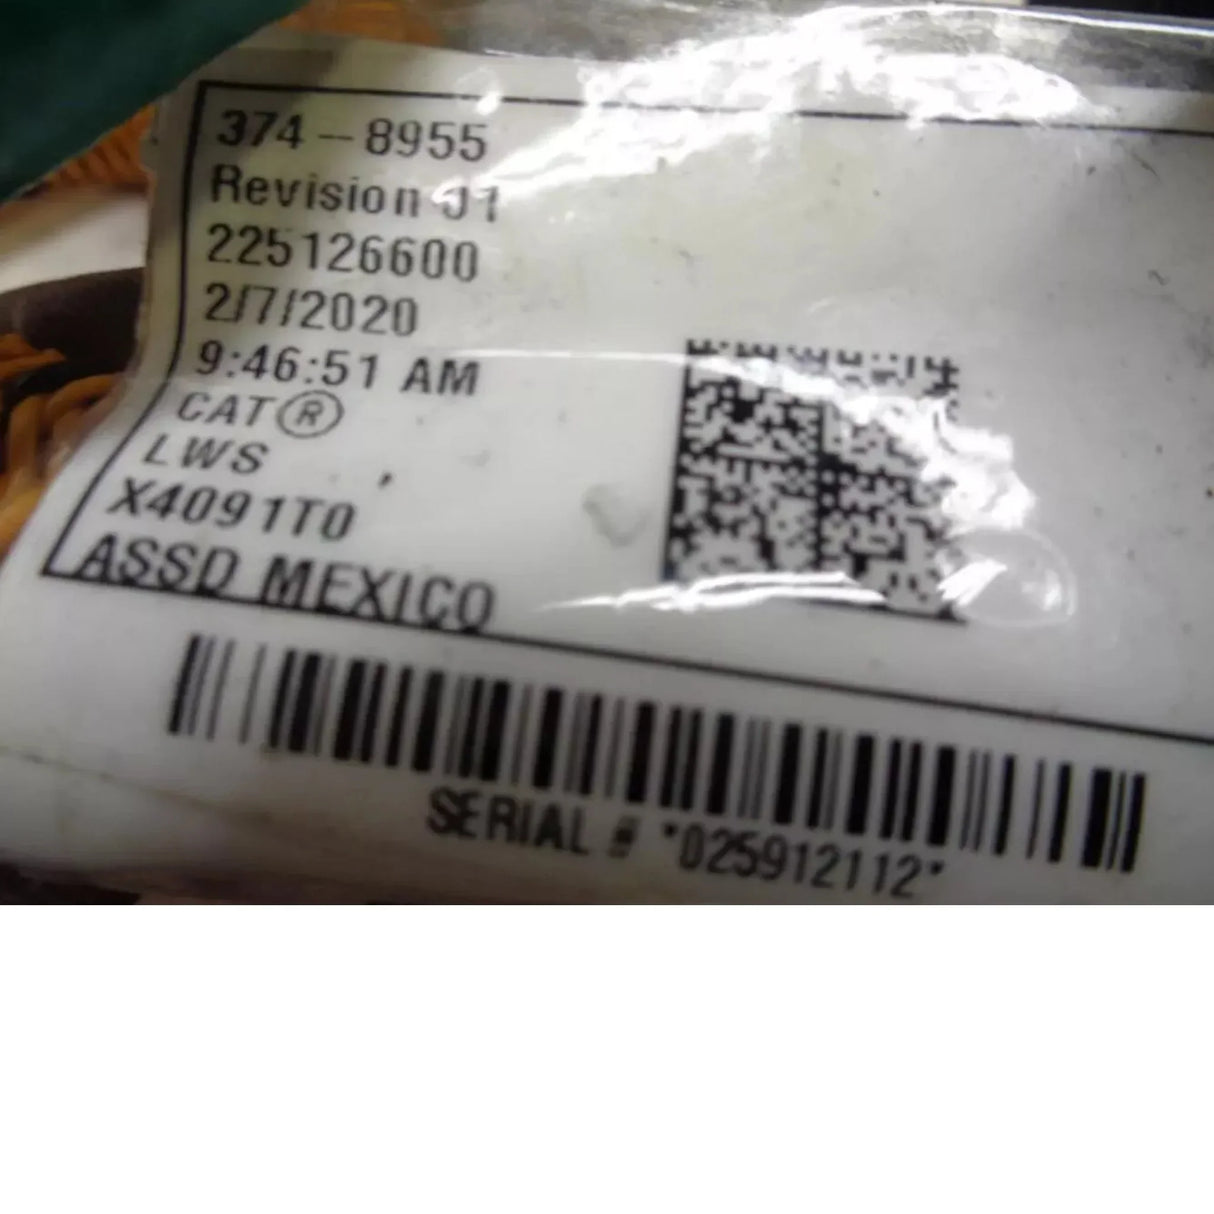 374-8955
Revision 01
225126600
2/7/2020
9:46:51 AM
CAT®
LWS
X4091T0
ASSD MEXICO
SERIAL # *025912112*